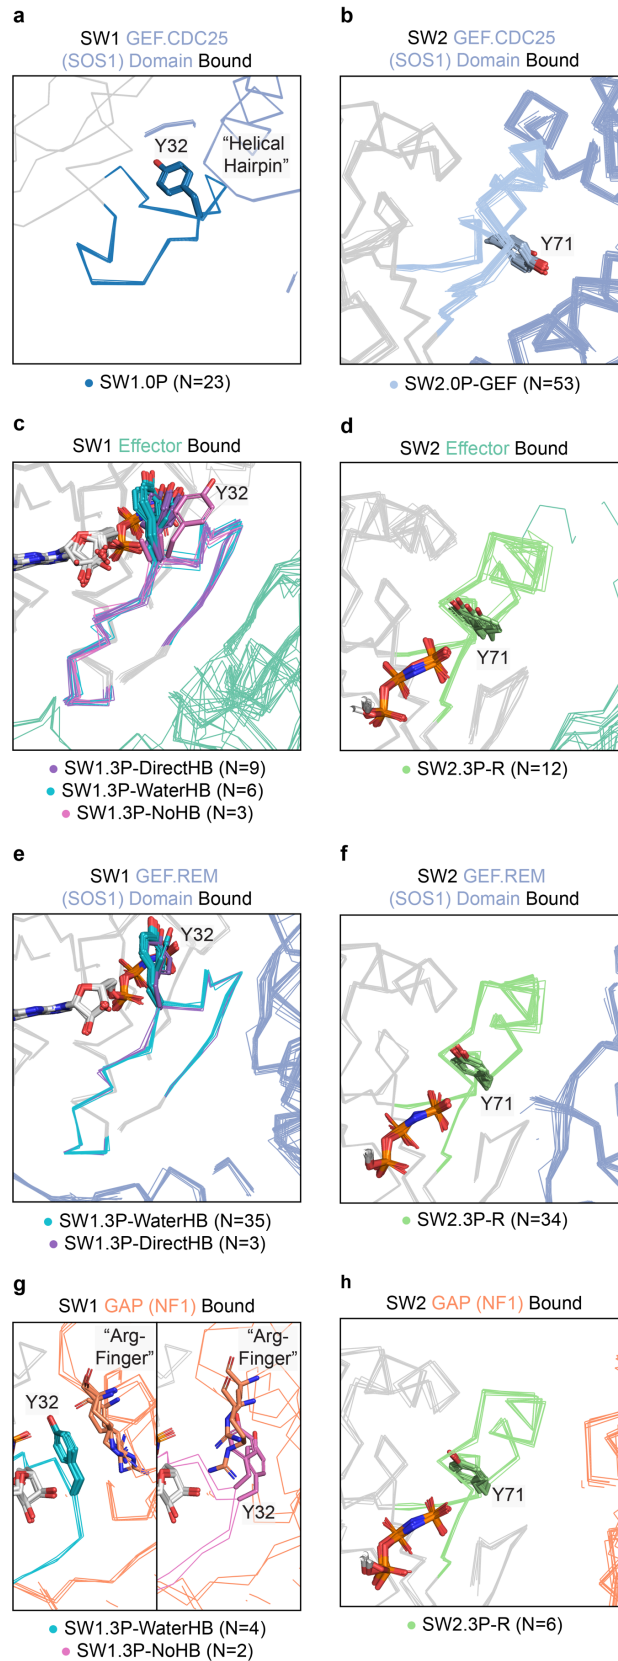 a
SW1 GEF.CDC25
(SOS1) Domain Bound
Y32
“Helical
Hairpin”
SW1.0P (N=23)
b
SW2 GEF.CDC25
(SOS1) Domain Bound
Y71
SW2.0P-GEF (N=53)
c
SW1 Effector Bound
Y32
SW1.3P-DirectHB (N=9)
SW1.3P-WaterHB (N=6)
SW1.3P-NoHB (N=3)
d
SW2 Effector Bound
Y71
SW2.3P-R (N=12)
e
SW1 GEF.REM
(SOS1) Domain Bound
Y32
SW1.3P-WaterHB (N=35)
SW1.3P-DirectHB (N=3)
f
SW2 GEF.REM
(SOS1) Domain Bound
Y71
SW2.3P-R (N=34)
g
SW1 GAP (NF1) Bound
“Arg-
Finger”
Y32
“Arg-
Finger”
Y32
SW1.3P-WaterHB (N=4)
SW1.3P-NoHB (N=2)
h
SW2 GAP (NF1) Bound
Y71
SW2.3P-R (N=6)